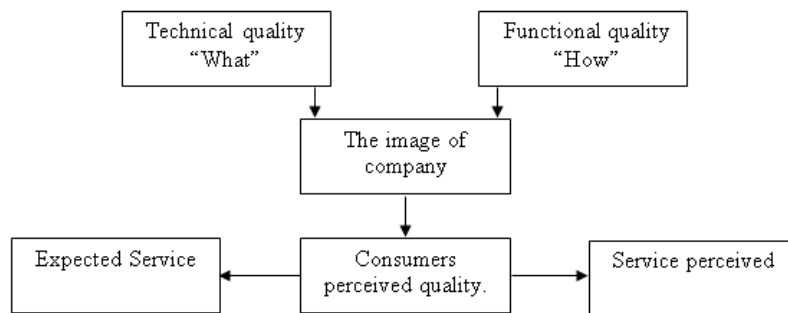 Technical quality
“What”
Functional quality
“How”
The image of
company
Expected Service
Consumers
perceived quality.
Service perceived